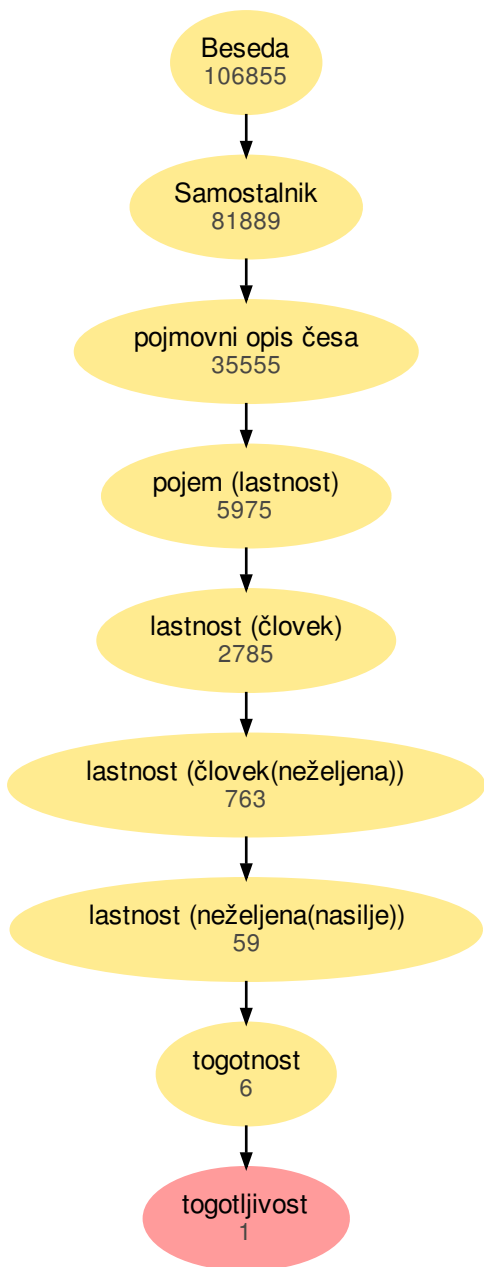 Beseda
106855
Samostalnik
81889
pojmovni opis česa
35555
pojem (lastnost)
5975
lastnost (človek)
2785
lastnost (človek(neželjena))
763
lastnost (neželjena(nasilje))
59
togotnost
6
togotljivost
1